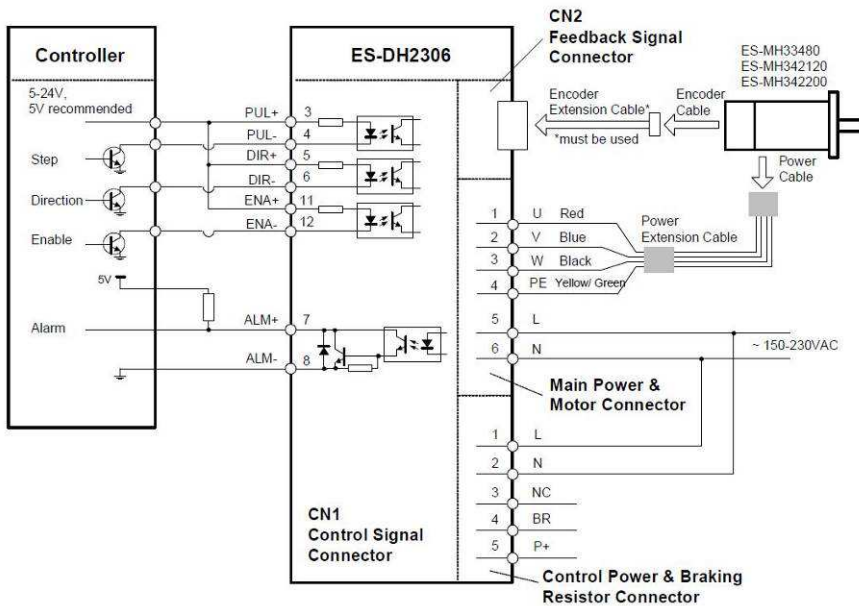 Controller
5-24V,
5V recommended
Step
Direction
Enable
5V
Alarm
ES-DH2306
PUL+ 3
PUL- 4
DIR+ 5
DIR- 6
ENA+ 11
ENA- 12
ALM+ 7
ALM- 8
CN1
Control Signal
Connector
CN2
Feedback Signal
Connector
Encoder
Extension Cable*
*must be used
Encoder
Cable
ES-MH33480
ES-MH342120
ES-MH342200
Power
Cable
1 U Red
2 V Blue
3 W Black
4 PE Yellow/ Green
Power
Extension Cable
5 L
6 N
~ 150-230VAC
Main Power &
Motor Connector
1 L
2 N
3 NC
4 BR
5 P+
Control Power & Braking
Resistor Connector